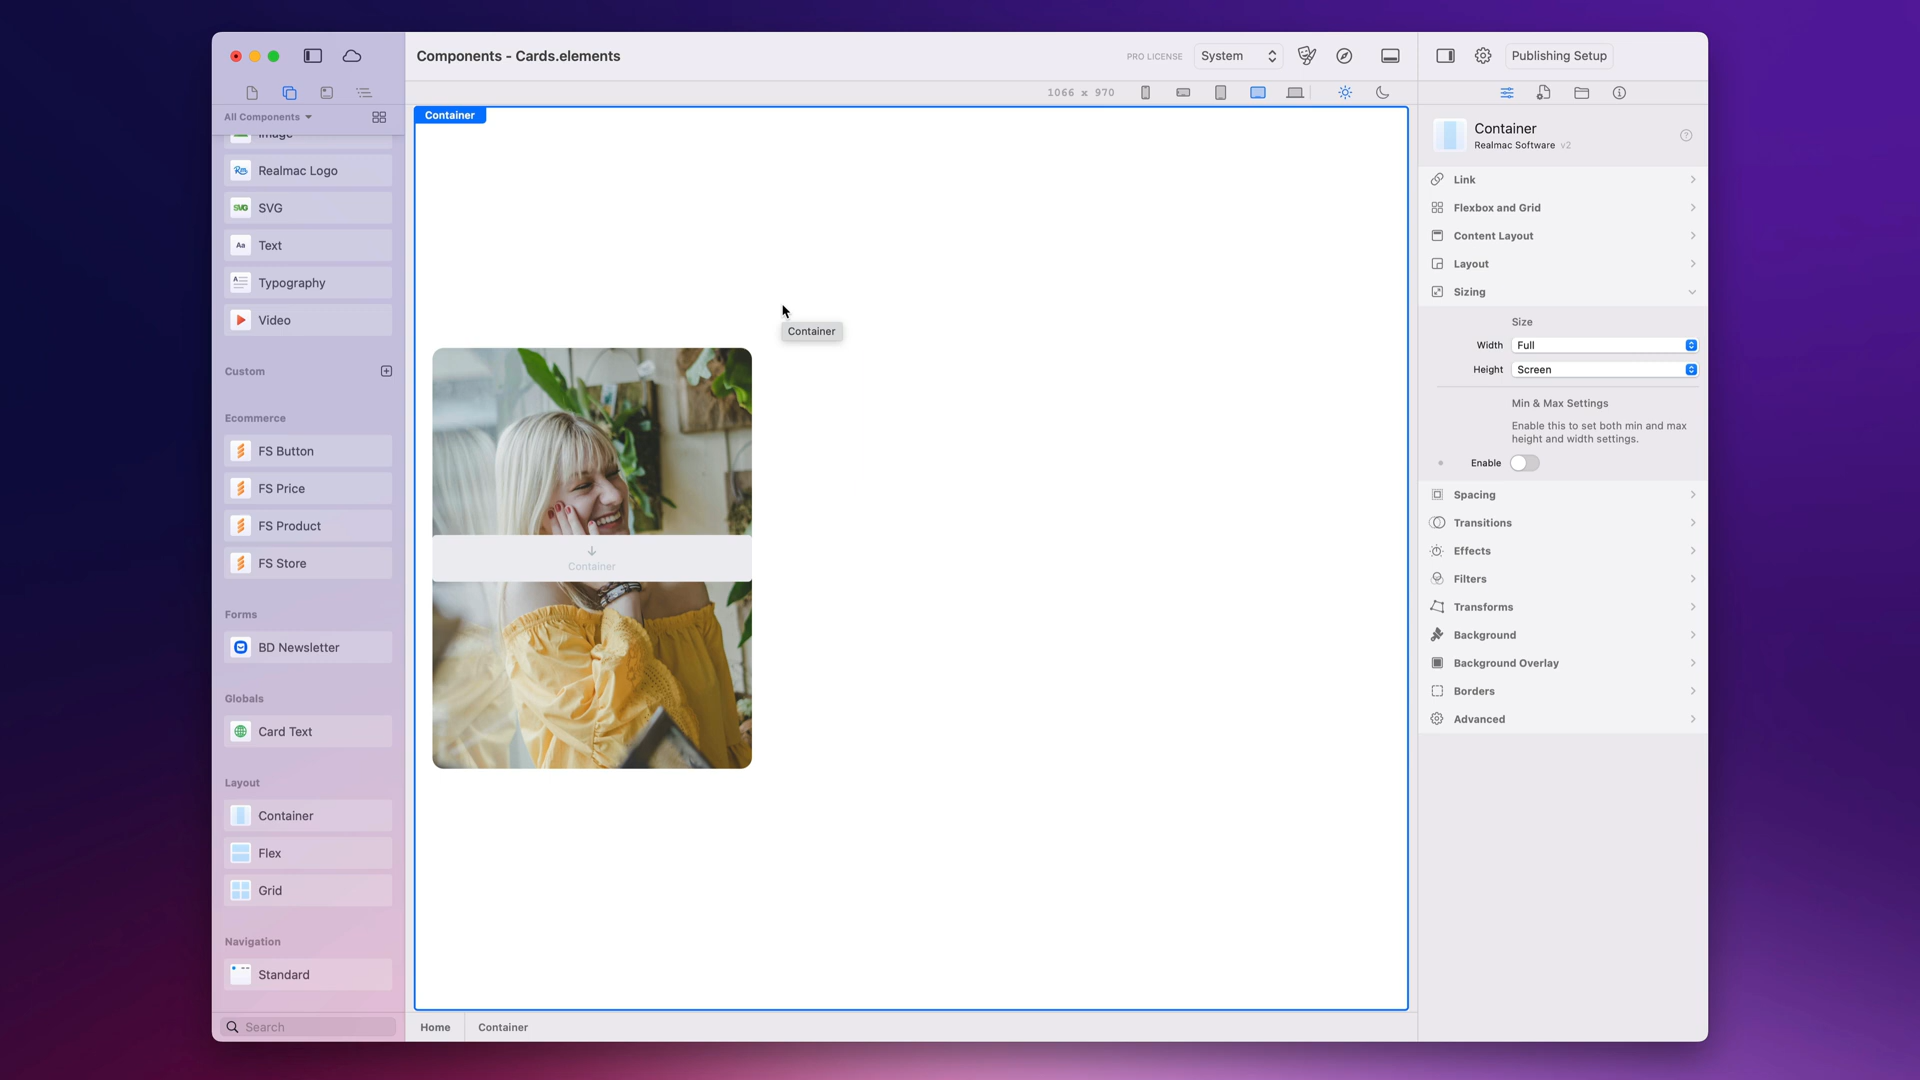 Components - Cards.elements
PRO LICENSE
System
Publishing Setup
1066 x 970
All Components
Image
Realmac Logo
SVG
SVG
Aa
Text
Typography
Video
Custom
Ecommerce
FS Button
FS Price
FS Product
FS Store
Forms
BD Newsletter
Globals
Card Text
Layout
Container
Flex
Grid
Navigation
Standard
Search
Container
Container
Container
Home
Container
Container
Realmac Software v2
Link
Flexbox and Grid
Content Layout
Layout
Sizing
Size
Width Full
Height Screen
Min & Max Settings
Enable this to set both min and max
height and width settings.
Enable
Spacing
Transitions
Effects
Filters
Transforms
Background
Background Overlay
Borders
Advanced